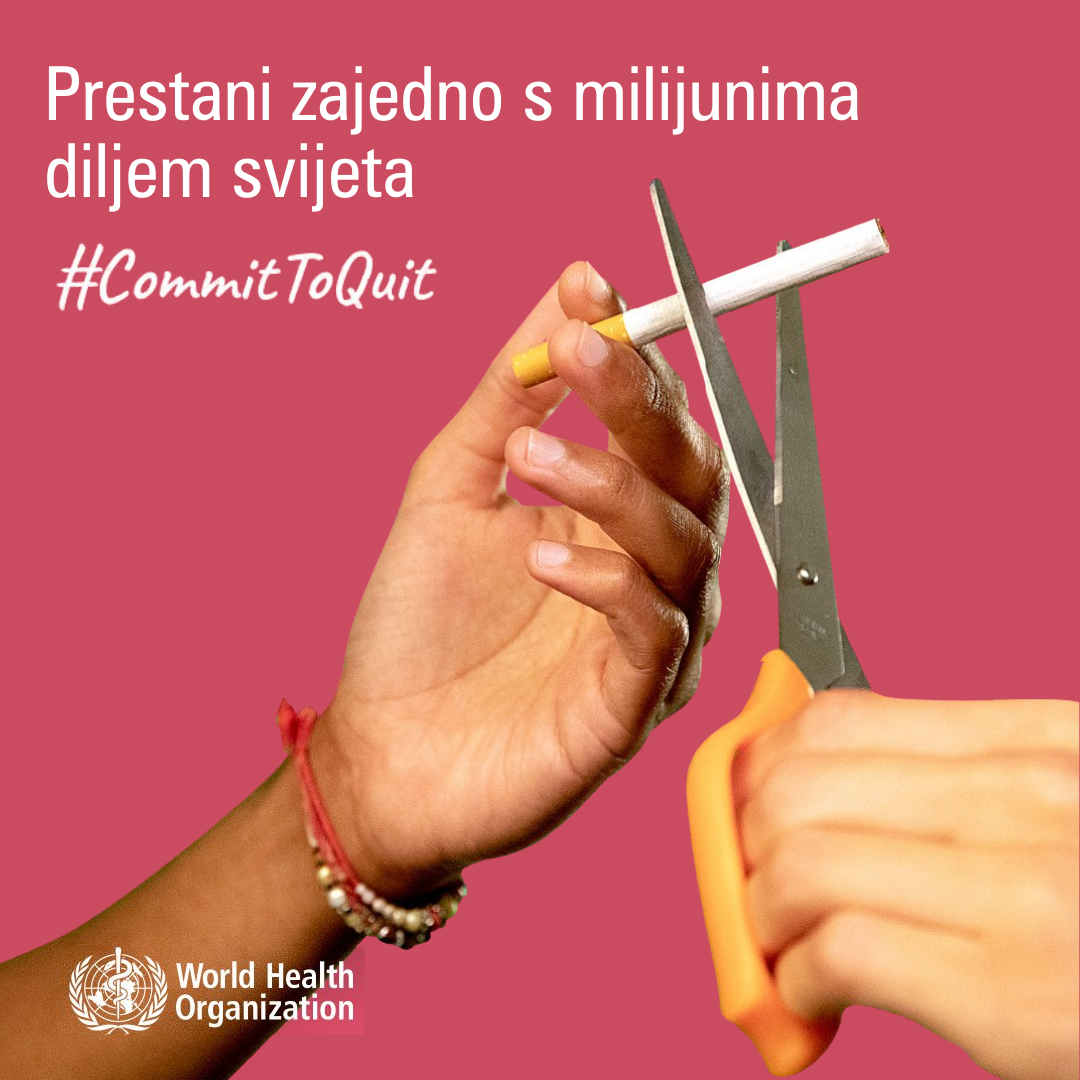 Prestani zajedno s milijunima
diljem svijeta
#CommitToQuit
World Health
Organization